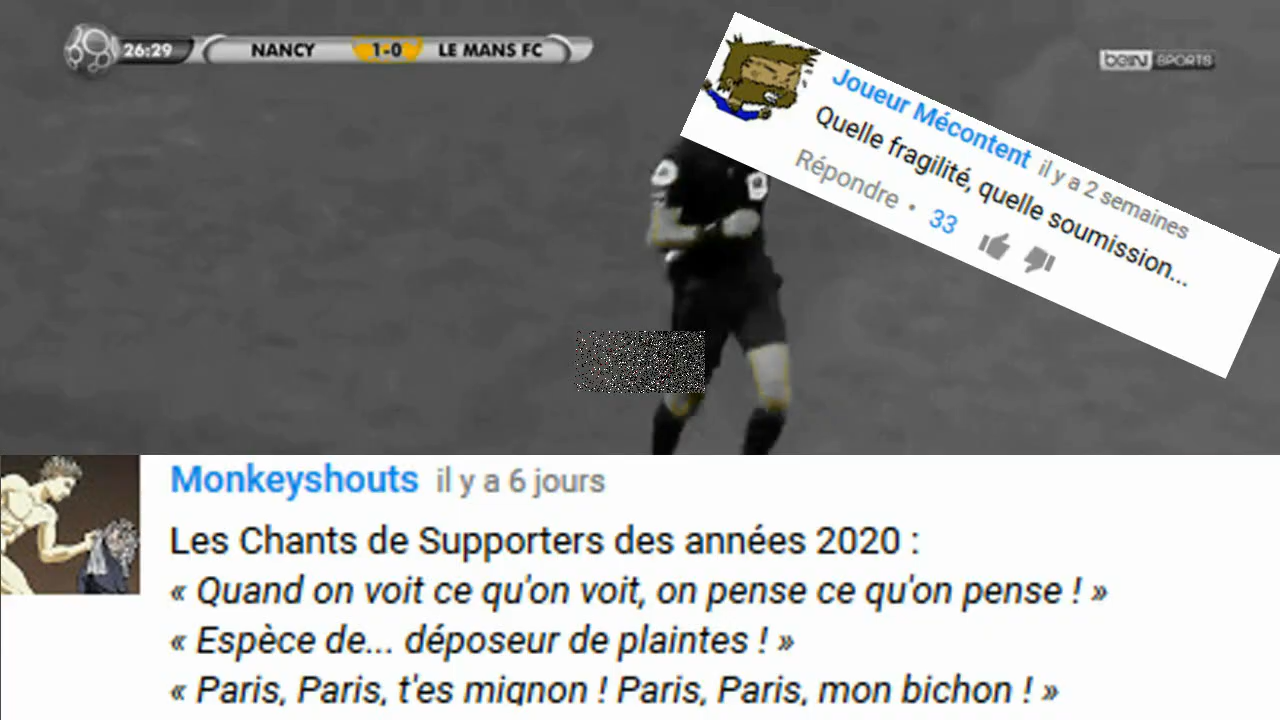 26:29 NANCY 1-0 LE MANS FC
beIN SPORTS
Joueur Mécontent il y a 2 semaines
Quelle fragilité, quelle soumission...
Répondre • 33
Monkeyshouts il y a 6 jours
Les Chants de Supporters des années 2020 :
« Quand on voit ce qu'on voit, on pense ce qu'on pense ! »
« Espèce de... déposeur de plaintes ! »
« Paris, Paris, t'es mignon ! Paris, Paris, mon bichon ! »